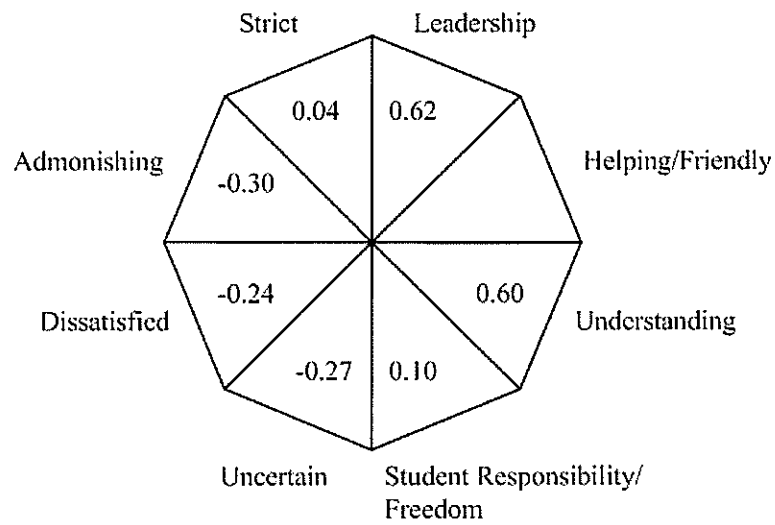 Strict Leadership
0.04 0.62
Admonishing Helping/Friendly
-0.30
-0.24 0.60
Dissatisfied Understanding
-0.27 0.10
Uncertain Student Responsibility/
Freedom